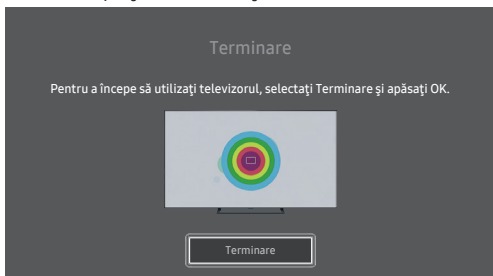 Terminare
Pentru a începe să utilizaţi televizorul, selectaţi Terminare şi apăsaţi OK.
Terminare